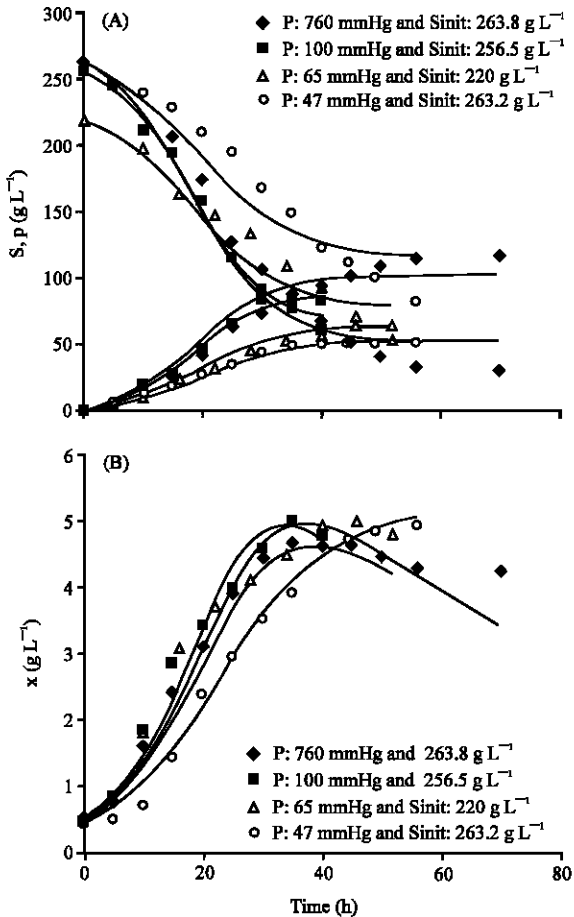 (A)
P: 760 mmHg and Sinit: 263.8 g L⁻¹
P: 100 mmHg and Sinit: 256.5 g L⁻¹
P: 65 mmHg and Sinit: 220 g L⁻¹
P: 47 mmHg and Sinit: 263.2 g L⁻¹
300
250
200
150
100
50
0
S, p (g L⁻¹)
(B)
6
5
4
3
2
1
0
x (g L⁻¹)
P: 760 mmHg and 263.8 g L⁻¹
P: 100 mmHg and 256.5 g L⁻¹
P: 65 mmHg and Sinit: 220 g L⁻¹
P: 47 mmHg and Sinit: 263.2 g L⁻¹
0 20 40 60 80
Time (h)